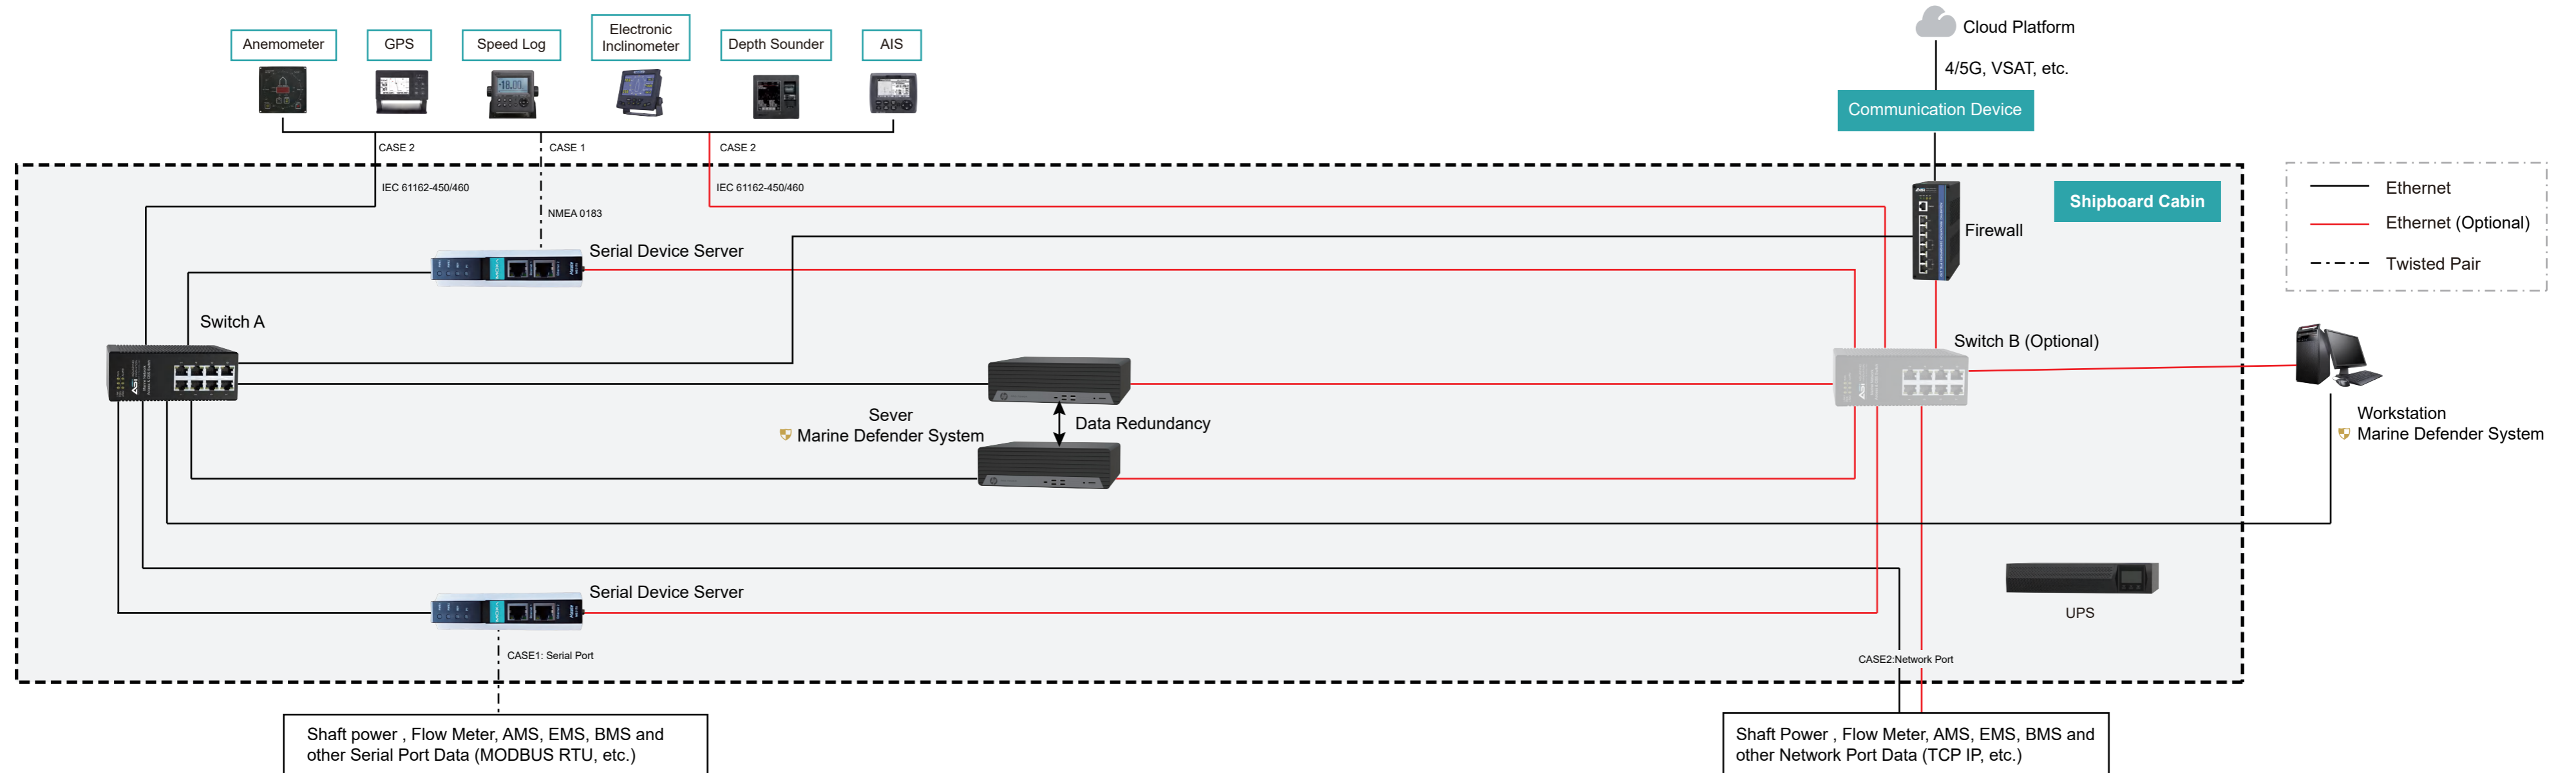 Anemometer
GPS
Speed Log
Electronic
Inclinometer
Depth Sounder
AIS
Cloud Platform
4/5G, VSAT, etc.
Communication Device
CASE 2
CASE 1
CASE 2
IEC 61162-450/460
NMEA 0183
IEC 61162-450/460
Shipboard Cabin
Firewall
Ethernet
Ethernet (Optional)
Twisted Pair
Serial Device Server
Switch A
Switch B (Optional)
Sever
Marine Defender System
Data Redundancy
Workstation
Marine Defender System
Serial Device Server
UPS
CASE1: Serial Port
CASE2:Network Port
Shaft power , Flow Meter, AMS, EMS, BMS and
other Serial Port Data (MODBUS RTU, etc.)
Shaft Power , Flow Meter, AMS, EMS, BMS and
other Network Port Data (TCP IP, etc.)